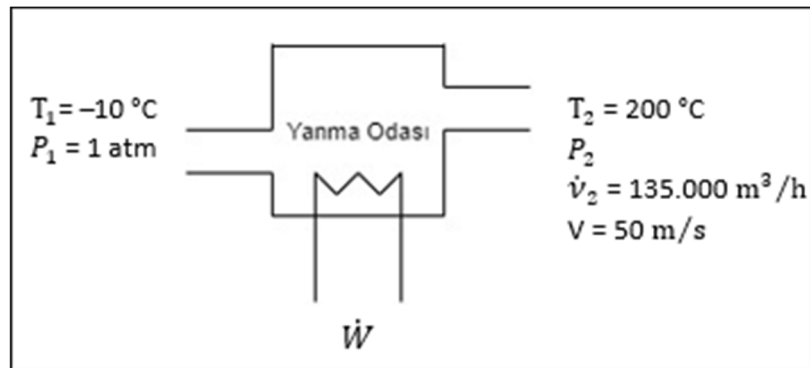 T₁= –10 °C
P₁ = 1 atm
Yanma Odası
T₂ = 200 °C
P₂
v̇₂ = 135.000 m³/h
V = 50 m/s
Ẇ